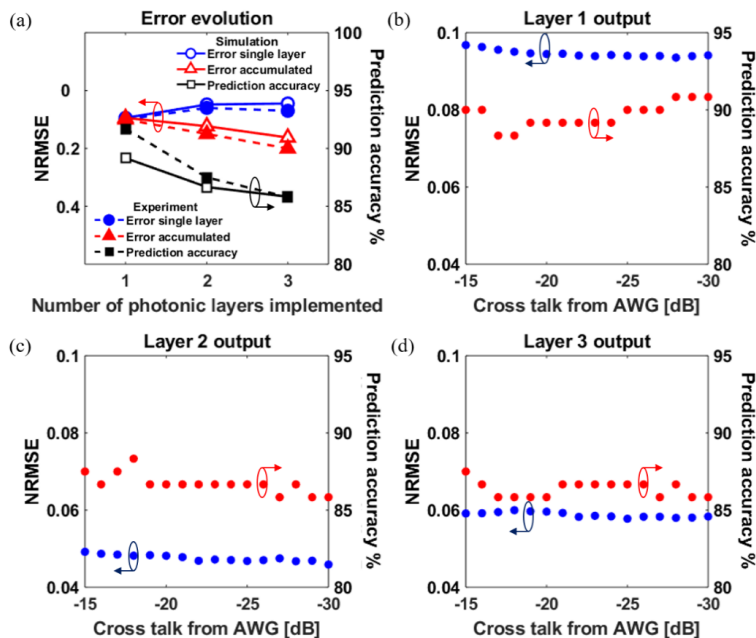 (a)
Error evolution
Simulation
Error single layer
Error accumulated
Prediction accuracy
Experiment
Error single layer
Error accumulated
Prediction accuracy
NRMSE
0
0.2
0.4
Prediction accuracy %
100
95
90
85
80
1 2 3
Number of photonic layers implemented
(b)
Layer 1 output
NRMSE
0.1
0.08
0.06
0.04
Prediction accuracy %
95
90
85
80
-15 -20 -25 -30
Cross talk from AWG [dB]
(c)
Layer 2 output
NRMSE
0.1
0.08
0.06
0.04
Prediction accuracy %
95
90
85
80
-15 -20 -25 -30
Cross talk from AWG [dB]
(d)
Layer 3 output
NRMSE
0.1
0.08
0.06
0.04
Prediction accuracy %
95
90
85
80
-15 -20 -25 -30
Cross talk from AWG [dB]